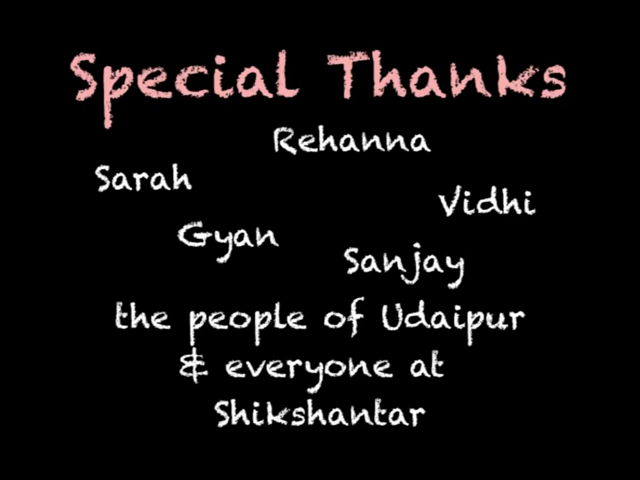 Special Thanks
Rehanna
Sarah
Vidhi
Gyan
Sanjay
the people of Udaipur
& everyone at
Shikshantar